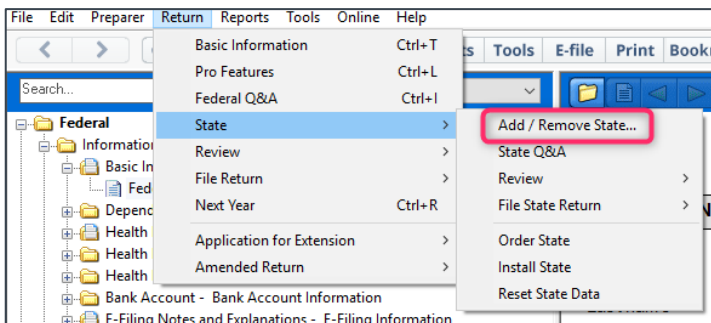 File Edit Preparer Return Reports Tools Online Help
Tools E-file Print
Search...
Basic Information Ctrl+T
Pro Features Ctrl+L
Federal Q&A Ctrl+I
State
Review
File Return
Next Year Ctrl+R
Application for Extension
Amended Return
Add / Remove State...
State Q&A
Review
File State Return
Order State
Install State
Reset State Data
Federal
Informatio
Basic In
Fed
Depend
Health
Health
Health
Bank Account - Bank Account Information
E-Filing Notes and Explanations - E-Filing Information